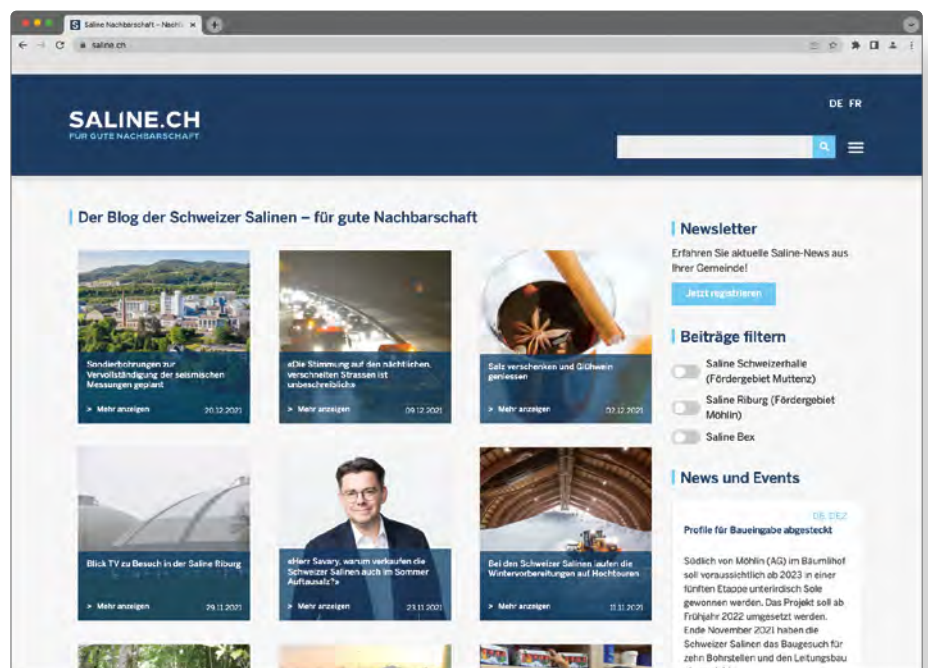 Saline Nachbarschaft – Nachb
saline.ch
DE FR
SALINE.CH
FÜR GUTE NACHBARSCHAFT
Der Blog der Schweizer Salinen – für gute Nachbarschaft
Sondierbohrungen zur
Vervollständigung der seismischen
Messungen geplant
> Mehr anzeigen 20.12.2021
«Die Stimmung auf den nächtlichen,
verschneiten Strassen ist
unbeschreiblich»
> Mehr anzeigen 09.12.2021
Salz verschenken und Glühwein
geniessen
> Mehr anzeigen 02.12.2021
Blick TV zu Besuch in der Saline Riburg
> Mehr anzeigen 29.11.2021
«Herr Savary, warum verkaufen die
Schweizer Salinen auch im Sommer
Auftausalz?»
> Mehr anzeigen 23.11.2021
Bei den Schweizer Salinen laufen die
Wintervorbereitungen auf Hochtouren
> Mehr anzeigen 11.11.2021
Newsletter
Erfahren Sie aktuelle Saline-News aus
Ihrer Gemeinde!
Jetzt registrieren
Beiträge filtern
Saline Schweizerhalle
(Fördergebiet Muttenz)
Saline Riburg (Fördergebiet
Möhlin)
Saline Bex
News und Events
06. DEZ
Profile für Baueingabe abgesteckt
Südlich von Möhlin (AG) im Bäumlihof
soll voraussichtlich ab 2023 in einer
fünften Etappe unterirdisch Sole
gewonnen werden. Das Projekt soll ab
Frühjahr 2022 umgesetzt werden.
Ende November 2021 haben die
Schweizer Salinen das Baugesuch für
zehn Bohrstellen und den Leitungsbau